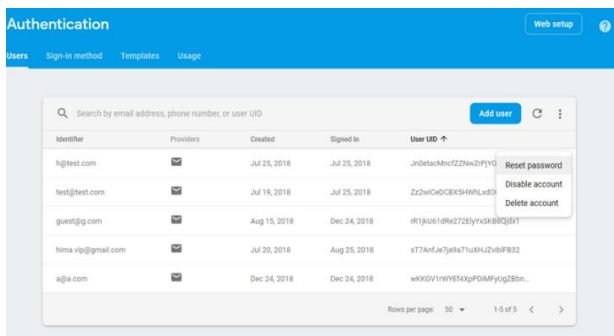 Authentication
Web setup
Users Sign-in method Templates Usage
Search by email address, phone number, or user UID
Add user
Identifier Providers Created Signed In User UID
h@test.com Jul 25, 2018 Jul 25, 2018
Reset password
test@test.com Jul 19, 2018 Jul 25, 2018
Disable account
Delete account
guest@g.com Aug 15, 2018 Dec 24, 2018
hima.vip@gmail.com Jul 20, 2018 Aug 25, 2018
a@a.com Dec 24, 2018 Dec 24, 2018
Rows per page: 50 1-5 of 5